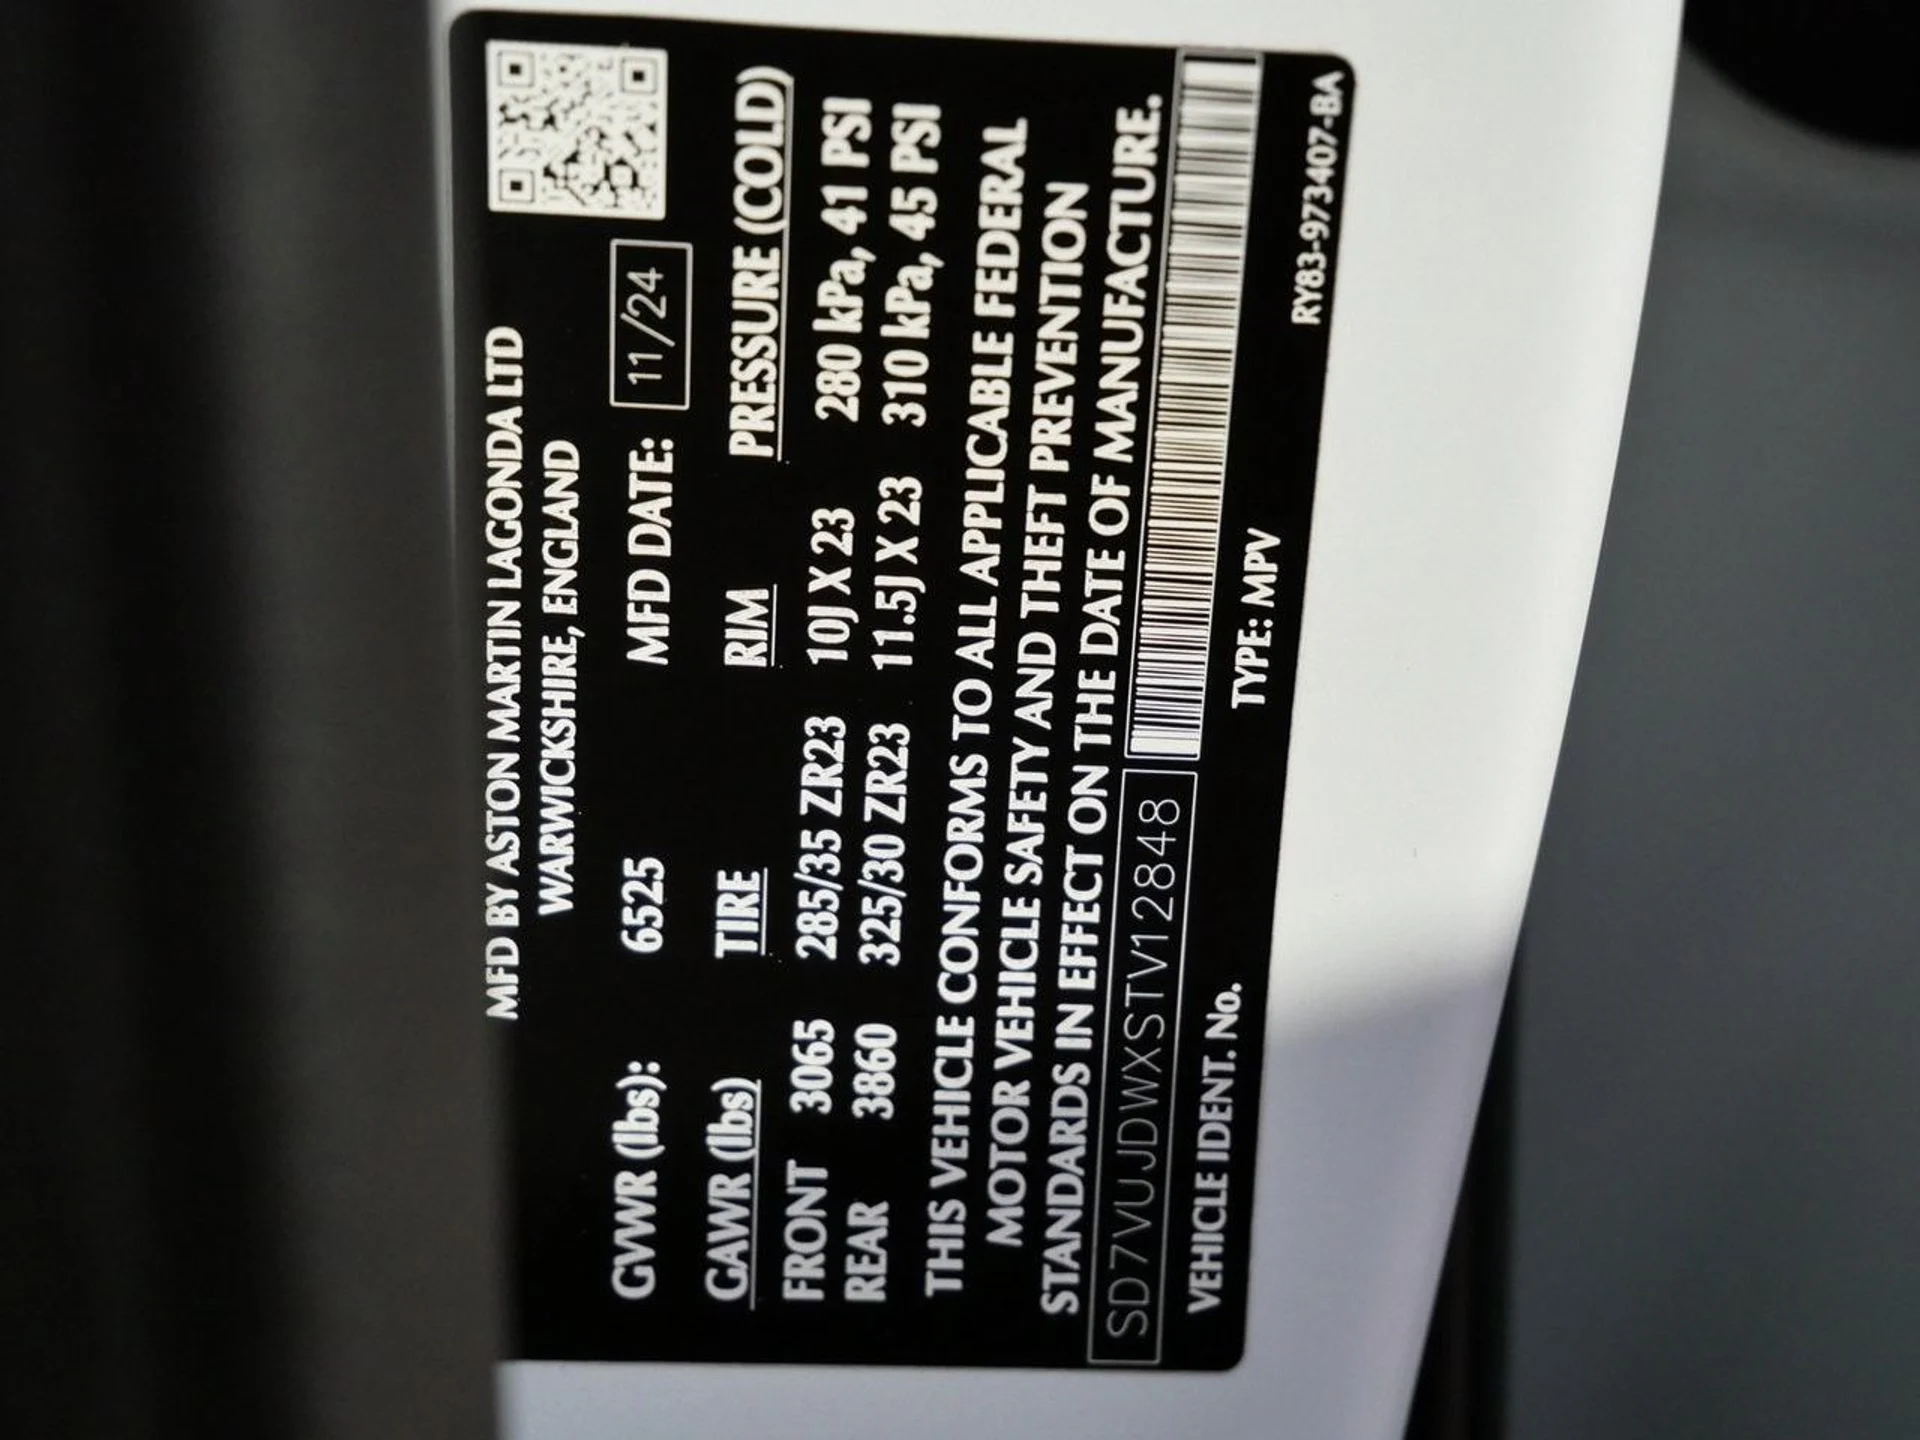 MFD BY ASTON MARTIN LAGONDA LTD
WARWICKSHIRE, ENGLAND
GVWR (lbs): 6525 MFD DATE: 11/24
GAWR (lbs) TIRE RIM PRESSURE (COLD)
FRONT 3065 285/35 ZR23 10J X 23 280 kPa, 41 PSI
REAR 3860 325/30 ZR23 11.5J X 23 310 kPa, 45 PSI
THIS VEHICLE CONFORMS TO ALL APPLICABLE FEDERAL
MOTOR VEHICLE SAFETY AND THEFT PREVENTION
STANDARDS IN EFFECT ON THE DATE OF MANUFACTURE.
SD7VUJDWXSTV12848
VEHICLE IDENT. No. TYPE: MPV
RY83-973407-BA